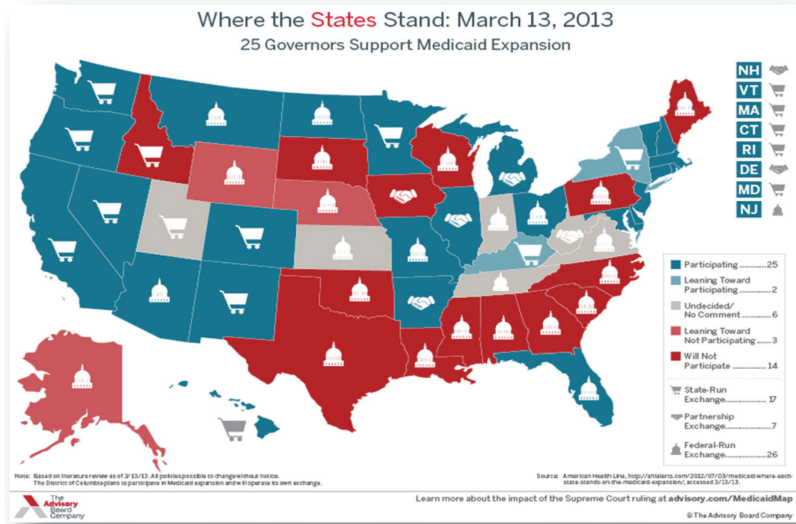 Where the States Stand: March 13, 2013
25 Governors Support Medicaid Expansion
NH
VT
MA
CT
RI
DE
MD
NJ
Participating ............25
Leaning Toward
Participating ............2
Undecided/
No Comment ............6
Leaning Toward
Not Participating .....3
Will Not
Participate ............14
State-Run
Exchange............ 17
Partnership
Exchange............7
Federal-Run
Exchange............26
Note: Based on literature review as of 3/13/13. All policies possible to change without notice.
The District of Columbia plans to participate in Medicaid expansion and will operate its own exchange.
Source: American Health Line, http://ahlalerts.com/2012/07/03/medicaid-where-each-
state-stands-on-the-medicaid-expansion/, accessed 3/13/13.
The
Advisory
Board
Company
Learn more about the impact of the Supreme Court ruling at advisory.com/MedicaidMap
© The Advisory Board Company